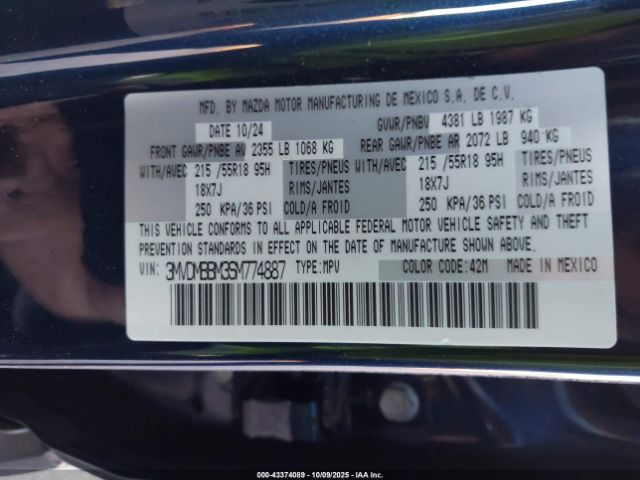 MFD. BY MAZDA MOTOR MANUFACTURING DE MEXICO S.A. DE C.V.
DATE 10/24 GVWR/PNBV 4381 LB 1987 KG
FRONT GAWR/PNBE AV 2355 LB 1068 KG REAR GAWR/PNBE AR 2072 LB 940 KG
WITH/AVEC 215 /55R18 95H TIRES/PNEUS WITH/AVEC 215 /55R18 95H TIRES/PNEUS
18X7J RIMS/JANTES 18X7J RIMS/JANTES
250 KPA/36 PSI COLD/A FROID 250 KPA/36 PSI COLD/A FROID
THIS VEHICLE CONFORMS TO ALL APPLICABLE FEDERAL MOTOR VEHICLE SAFETY AND THEFT
PREVENTION STANDARDS IN EFFECT ON THE DATE OF MANUFACTURE SHOWN ABOVE.
VIN: 3MVDMBBM3SM774887 TYPE:MPV COLOR CODE:42M MADE IN MEXICO
000-43374089 - 10/09/2025 - IAAI Inc.